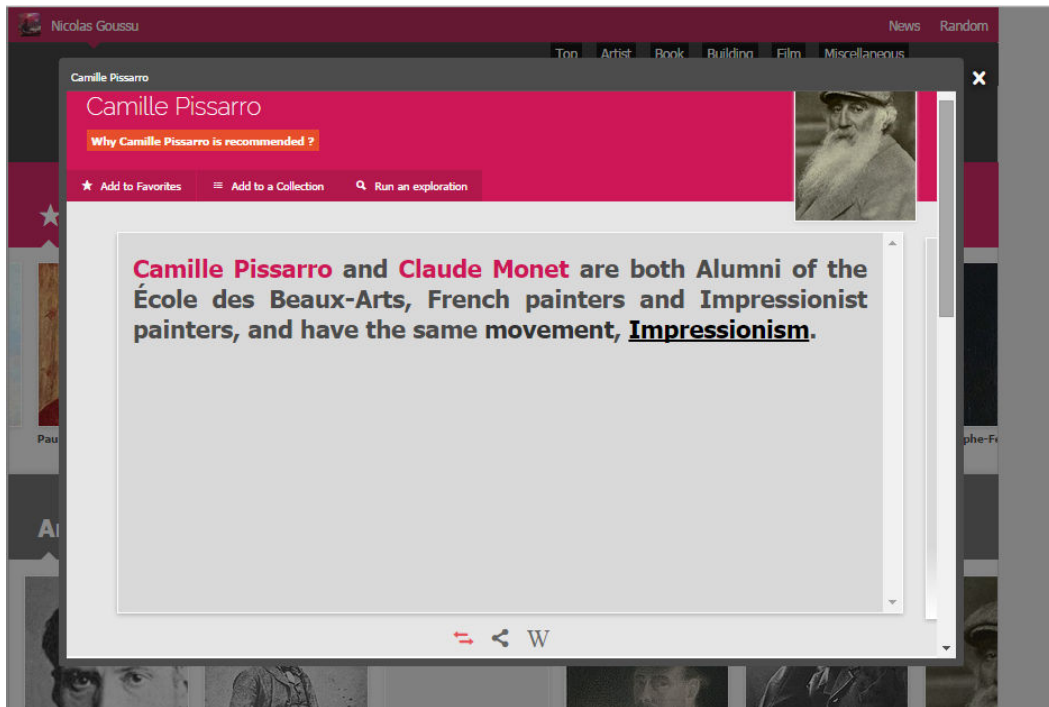 Nicolas Goussu
News Random
Top Artist Book Building Film Miscellaneous
Camille Pissarro
Camille Pissarro
Why Camille Pissarro is recommended ?
Add to Favorites Add to a Collection Run an exploration
Camille Pissarro and Claude Monet are both Alumni of the
École des Beaux-Arts, French painters and Impressionist
painters, and have the same movement, Impressionism.
W